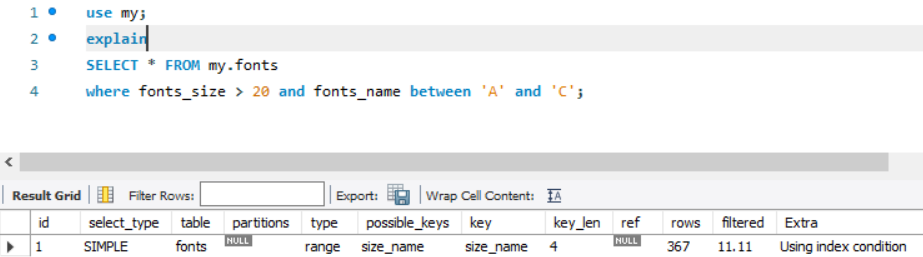 1 use my;
2 explain
3 SELECT * FROM my.fonts
4 where fonts_size > 20 and fonts_name between 'A' and 'C';
Result Grid Filter Rows: Export: Wrap Cell Content: IA
id select_type table partitions type possible_keys key key_len ref rows filtered Extra
1 SIMPLE fonts NULL range size_name size_name 4 NULL 367 11.11 Using index condition